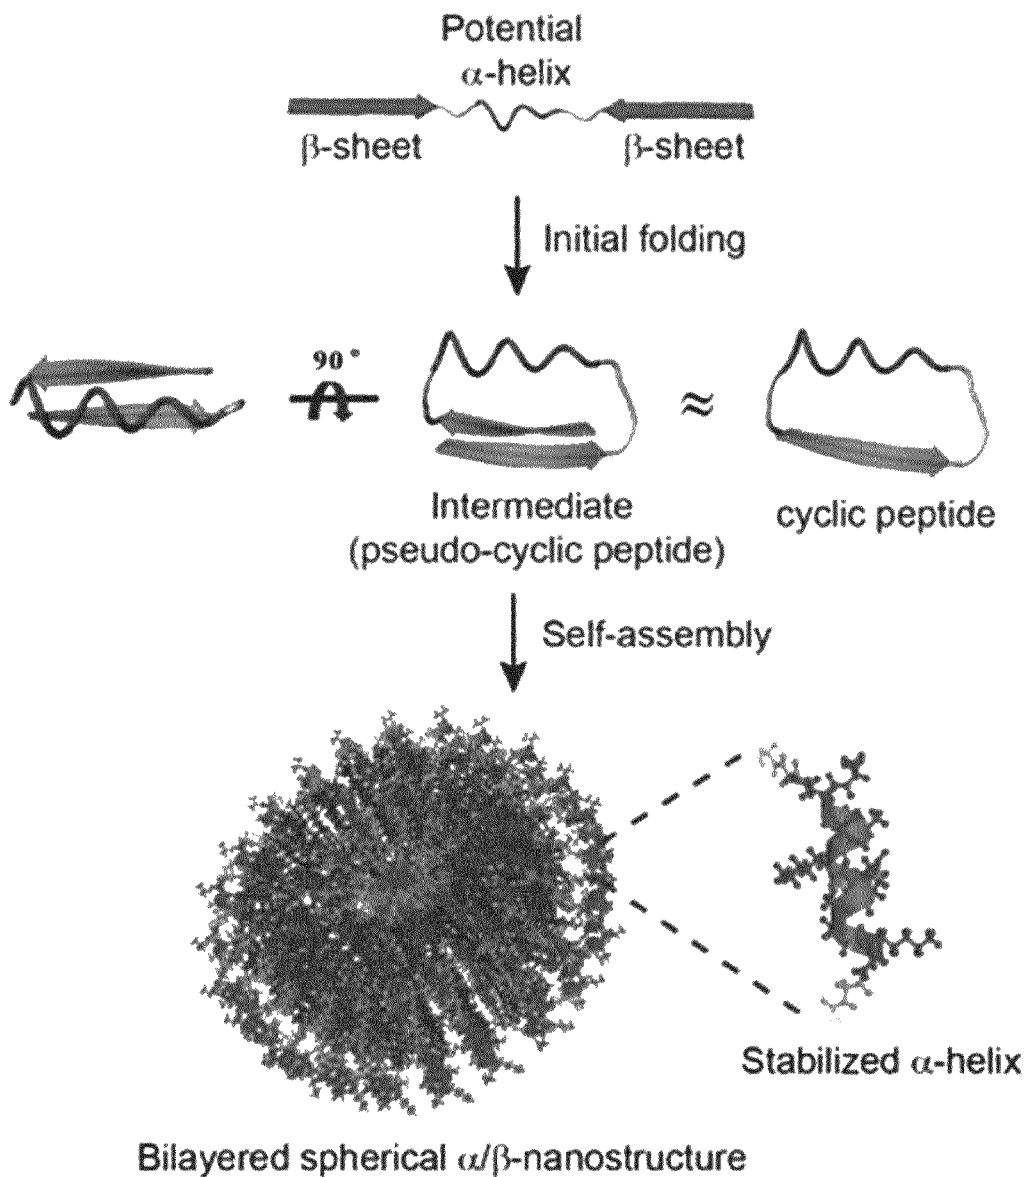 Potential
α-helix
β-sheet
β-sheet
Initial folding
90°
≈
Intermediate
(pseudo-cyclic peptide)
cyclic peptide
Self-assembly
Stabilized α-helix
Bilayered spherical α/β-nanostructure